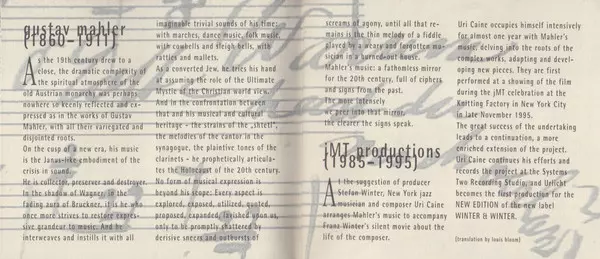 gustav mahler
(1860–1911)
As the 19th century drew to a
close, the dramatic complexity of
the spiritual atmosphere of the
old Austrian monarchy was perhaps
nowhere so keenly reflected and ex-
pressed as in the works of Gustav
Mahler, with all their variegated and
disjointed roots.
On the cusp of a new era, his music
is the Janus-like embodiment of the
crisis in sound.
He is collector, preserver and destroyer.
In the shadow of Wagner, in the
fading aura of Bruckner, it is he who
once more strives to restore expres-
sive grandeur to music. And he
interweaves and instills it with all
imaginable trivial sounds of his time:
with marches, dance music, folk music,
with cowbells and sleigh bells, with
rattles and mallets.
As a converted Jew, he tries his hand
at assuming the role of the Ultimate
Mystic of the Christian world view.
And in the confrontation between
that and his musical and cultural
heritage – the strains of the „shtetl",
the melodies of the cantor in the
synagogue, the plaintive tones of the
clarinets – he prophetically articula-
tes the Holocaust of the 20th century.
No form of musical expression is
beyond his scope: Every aspect is
explored, exposed, utilized, quoted,
proposed, expanded, pushed upon us,
only to be promptly shattered by
derisive sneers and outbursts of
screams of agony, until all that re-
mains is the thin melody of a fiddle
played by a weary and forgotten mu-
sician in a burned-out house.
Mahler's music: a fathomless mirror
for the 20th century, full of ciphers
and signs from the past.
The more intensely
we peer into that mirror,
the clearer the signs speak.
jMT productions
(1985–1995)
At the suggestion of producer
Stefan Winter, New York jazz
musician and composer Uri Caine
arranges Mahler's music to accompany
Franz Winter's silent movie about the
life of the composer.
Uri Caine occupies himself intensively
for almost one year with Mahler's
music, delving into the roots of the
complex works, adapting and devel-
oping new pieces. They are first
performed at a showing of the film
during the jMT celebration at the
Knitting Factory in New York City
in late November 1995.
The great success of the undertaking
leads to a continuation, a more
enriched extension of the project.
Uri Caine continues his efforts and
records the project at the Systems
Two Recording Studio; and Urlicht
becomes the first production for the
NEW EDITION of the new label
WINTER & WINTER.
(translation by louis bloom)